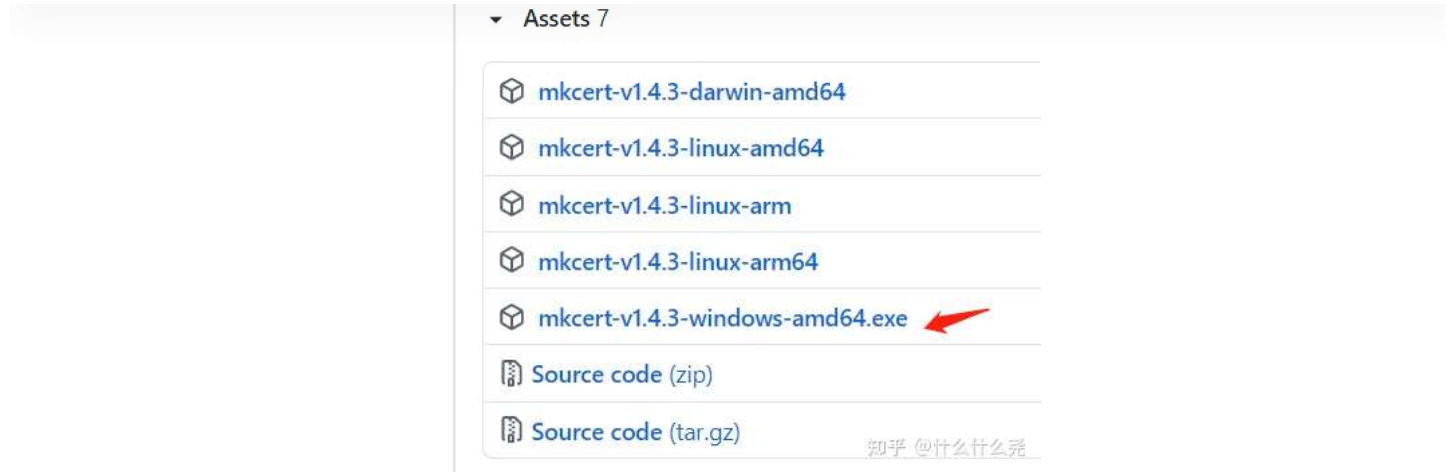 Assets 7
mkcert-v1.4.3-darwin-amd64
mkcert-v1.4.3-linux-amd64
mkcert-v1.4.3-linux-arm
mkcert-v1.4.3-linux-arm64
mkcert-v1.4.3-windows-amd64.exe
Source code (zip)
Source code (tar.gz)
知乎 @什么什么尧